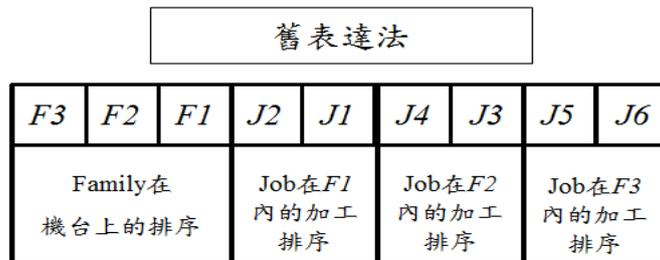 舊表達法
F3 F2 F1 J2 J1 J4 J3 J5 J6
Family在
機台上的排序
Job在F1
內的加工
排序
Job在F2
內的加工
排序
Job在F3
內的加工
排序